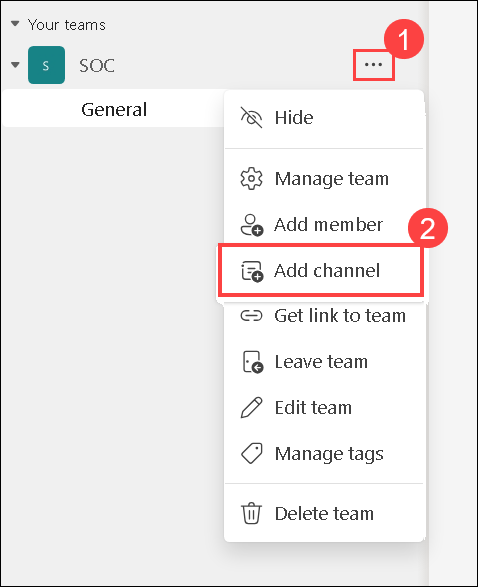 Your teams
1
S
SOC
...
General
Hide
Manage team
Add member
2
Add channel
Get link to team
Leave team
Edit team
Manage tags
Delete team